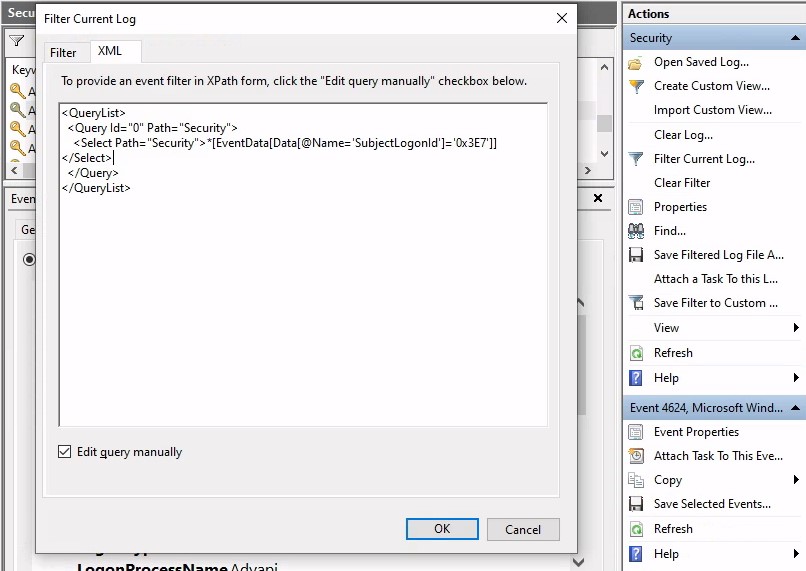 Secu
Filter Current Log
Filter
XML
Keyw
A
A
A
To provide an event filter in XPath form, click the "Edit query manually" checkbox below.
<QueryList>
<Query Id="0" Path="Security">
<Select Path="Security">*[EventData[Data[@Name='SubjectLogonId']='0x3E7']]
</Select>
</Query>
</QueryList>
Even
Ge
Edit query manually
OK
Cancel
LogonProcessName Advapi
Actions
Security
Open Saved Log...
Create Custom View...
Import Custom View...
Clear Log...
Filter Current Log...
Clear Filter
Properties
Find...
Save Filtered Log File A...
Attach a Task To this L...
Save Filter to Custom ...
View
Refresh
Help
Event 4624, Microsoft Wind...
Event Properties
Attach Task To This Eve...
Copy
Save Selected Events...
Refresh
Help